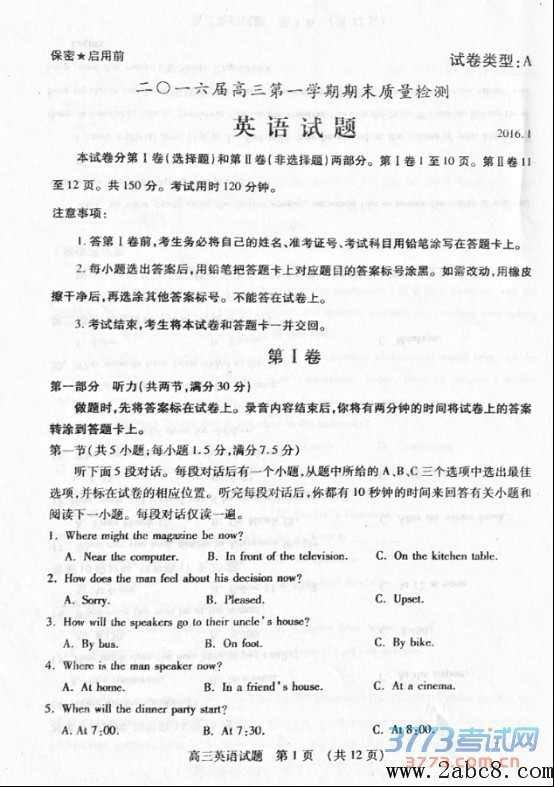 保密★启用前
试卷类型:A
二〇一六届高三第一学期期末质量检测
英语试题
2016.1
本试卷分第Ⅰ卷(选择题)和第Ⅱ卷(非选择题)两部分。第Ⅰ卷1至10页。第Ⅱ卷11
至12页。共150分。考试用时120分钟。
注意事项:
1. 答第Ⅰ卷前,考生务必将自己的姓名、准考证号、考试科目用铅笔涂写在答题卡上。
2. 每小题选出答案后,用铅笔把答题卡上对应题目的答案标号涂黑。如需改动,用橡皮
擦干净后,再选涂其他答案标号。不能答在试卷上。
3. 考试结束,考生将本试卷和答题卡一并交回。
第Ⅰ卷
第一部分 听力(共两节,满分30分)
做题时,先将答案标在试卷上。录音内容结束后,你将有两分钟的时间将试卷上的答案
转涂到答题卡上。
第一节(共5小题;每小题1.5分,满分7.5分)
听下面5段对话。每段对话后有一个小题,从题中所给的A、B、C三个选项中选出最佳
选项,并标在试卷的相应位置。听完每段对话后,你都有10秒钟的时间来回答有关小题和
阅读下一小题。每段对话仅读一遍。
1. Where might the magazine be now?
A. Near the computer. B. In front of the television. C. On the kitchen table.
2. How does the man feel about his decision now?
A. Sorry. B. Pleased. C. Upset.
3. How will the speakers go to their uncle's house?
A. By bus. B. On foot. C. By bike.
4. Where is the man speaker now?
A. At home. B. In a friend's house. C. At a cinema.
5. When will the dinner party start?
A. At 7:00. B. At 7:30. C. At 8:00.
3773考试网
高三英语试题 第1页 (共12页)
www.2abc8.com